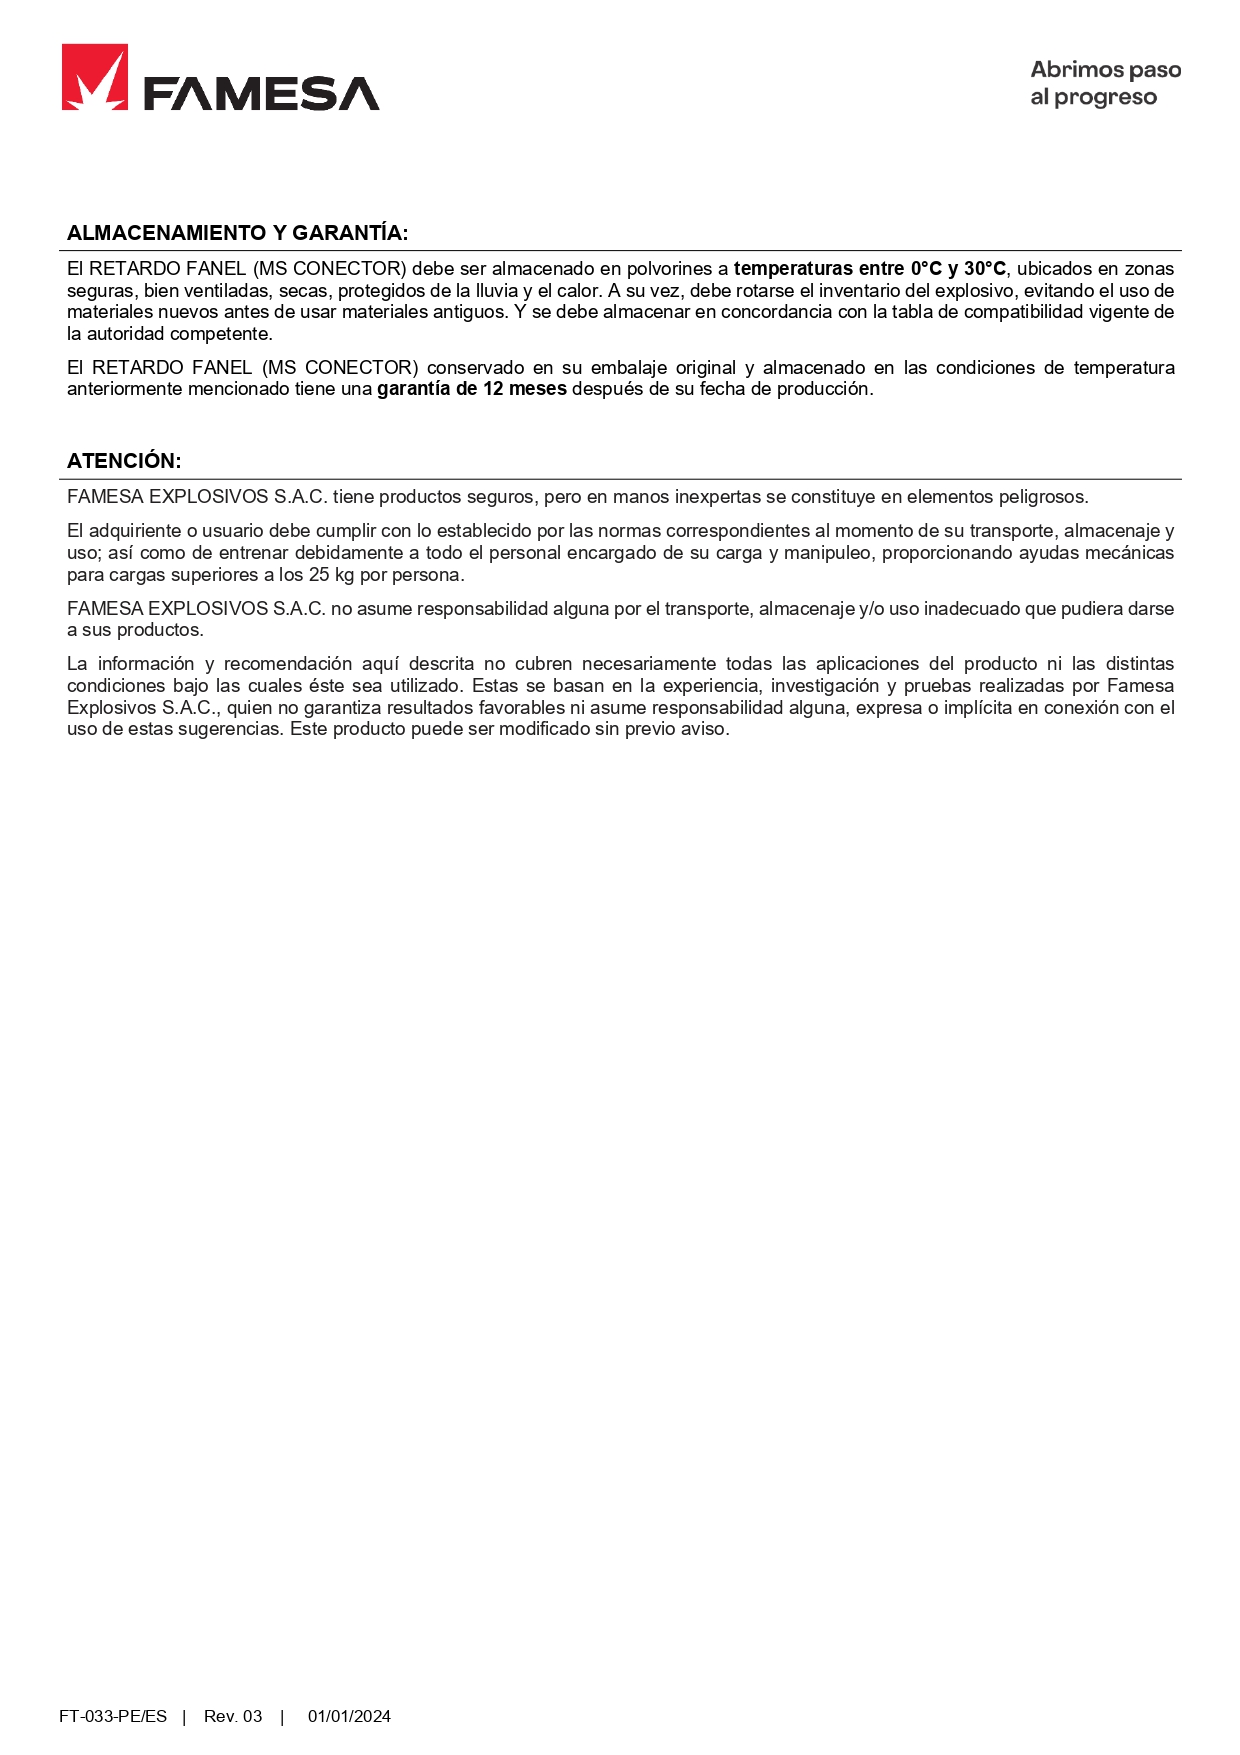 FAMESA
Abrimos paso
al progreso
ALMACENAMIENTO Y GARANTÍA:
El RETARDO FANEL (MS CONECTOR) debe ser almacenado en polvorines a temperaturas entre 0°C y 30°C, ubicados en zonas
seguras, bien ventiladas, secas, protegidos de la lluvia y el calor. A su vez, debe rotarse el inventario del explosivo, evitando el uso de
materiales nuevos antes de usar materiales antiguos. Y se debe almacenar en concordancia con la tabla de compatibilidad vigente de
la autoridad competente.
El RETARDO FANEL (MS CONECTOR) conservado en su embalaje original y almacenado en las condiciones de temperatura
anteriormente mencionado tiene una garantía de 12 meses después de su fecha de producción.
ATENCIÓN:
FAMESA EXPLOSIVOS S.A.C. tiene productos seguros, pero en manos inexpertas se constituye en elementos peligrosos.
El adquiriente o usuario debe cumplir con lo establecido por las normas correspondientes al momento de su transporte, almacenaje y
uso; así como de entrenar debidamente a todo el personal encargado de su carga y manipuleo, proporcionando ayudas mecánicas
para cargas superiores a los 25 kg por persona.
FAMESA EXPLOSIVOS S.A.C. no asume responsabilidad alguna por el transporte, almacenaje y/o uso inadecuado que pudiera darse
a sus productos.
La información y recomendación aquí descrita no cubren necesariamente todas las aplicaciones del producto ni las distintas
condiciones bajo las cuales éste sea utilizado. Estas se basan en la experiencia, investigación y pruebas realizadas por Famesa
Explosivos S.A.C., quien no garantiza resultados favorables ni asume responsabilidad alguna, expresa o implícita en conexión con el
uso de estas sugerencias. Este producto puede ser modificado sin previo aviso.
FT-033-PE/ES | Rev. 03 | 01/01/2024